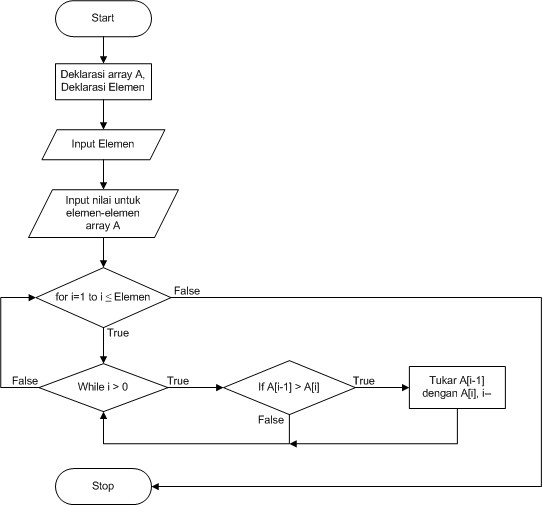 Start
Deklarasi array A,
Deklarasi Elemen
Input Elemen
Input nilai untuk
elemen-elemen
array A
for i=1 to i ≤ Elemen
False
True
While i > 0
False
True
If A[i-1] > A[i]
True
False
Tukar A[i-1]
dengan A[i], i--
Stop